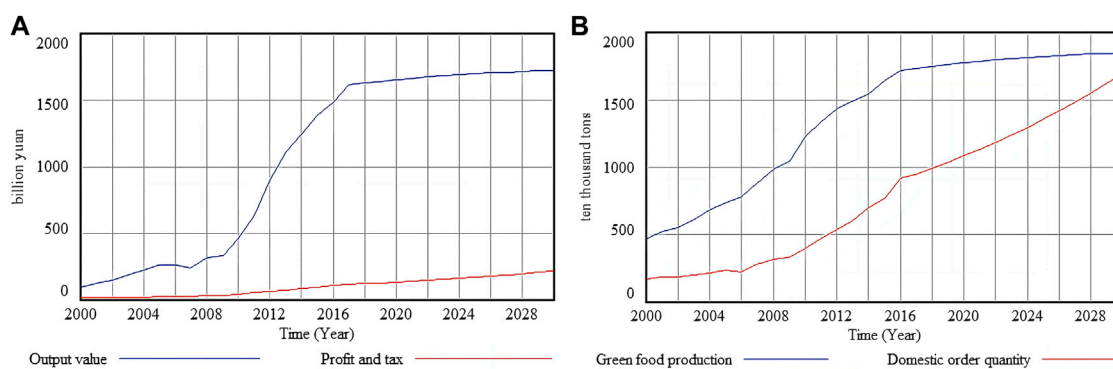 A
2000
1500
1000
500
0
billion yuan
2000 2004 2008 2012 2016 2020 2024 2028
Time (Year)
Output value Profit and tax
B
2000
1500
1000
500
0
ten thousand tons
2000 2004 2008 2012 2016 2020 2024 2028
Time (Year)
Green food production Domestic order quantity